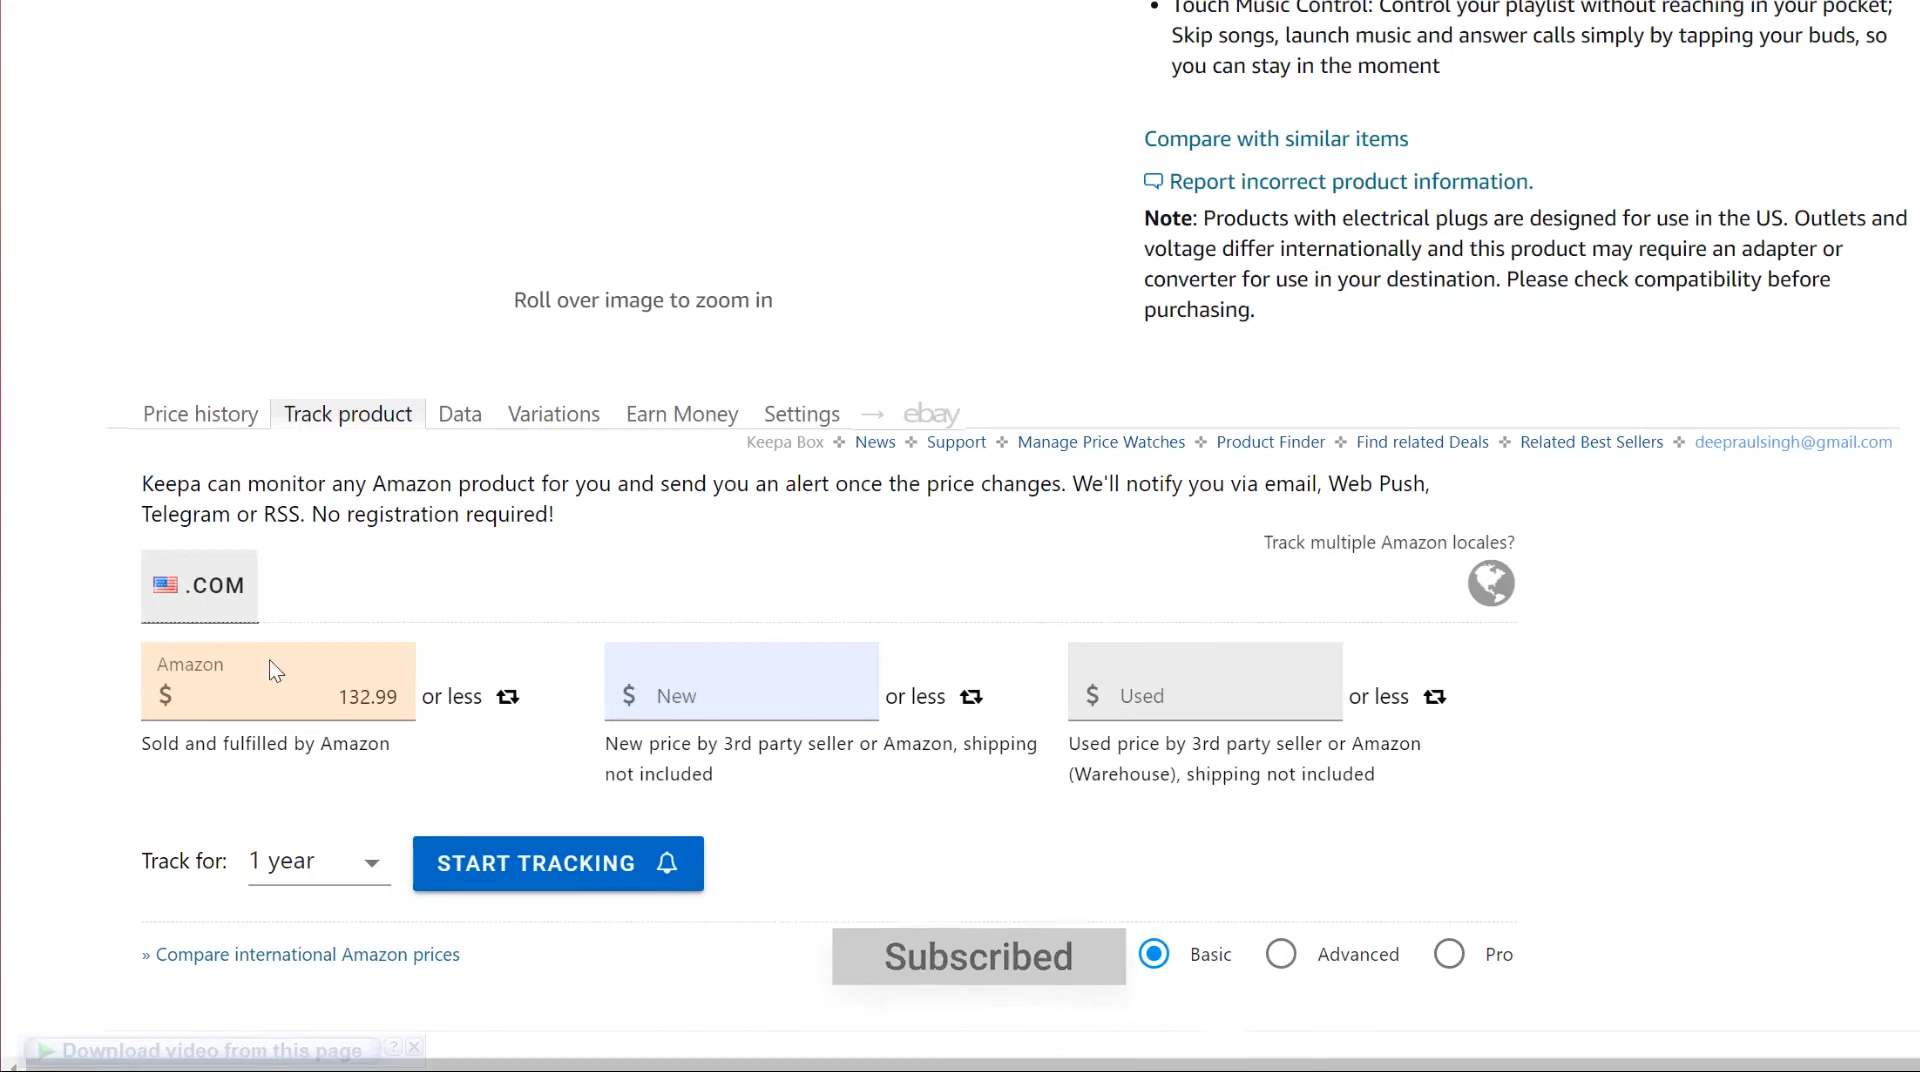 Touch Music Control: Control your playlist without reaching in your pocket;
Skip songs, launch music and answer calls simply by tapping your buds, so
you can stay in the moment
Compare with similar items
Report incorrect product information.
Note: Products with electrical plugs are designed for use in the US. Outlets and
voltage differ internationally and this product may require an adapter or
converter for use in your destination. Please check compatibility before
purchasing.
Roll over image to zoom in
Price history Track product Data Variations Earn Money Settings → ebay
Keepa Box News Support Manage Price Watches Product Finder Find related Deals Related Best Sellers deepraulsingh@gmail.com
Keepa can monitor any Amazon product for you and send you an alert once the price changes. We'll notify you via email, Web Push,
Telegram or RSS. No registration required!
Track multiple Amazon locales?
.COM
Amazon
$ 132.99 or less $ New or less $ Used or less
Sold and fulfilled by Amazon
New price by 3rd party seller or Amazon, shipping
not included
Used price by 3rd party seller or Amazon
(Warehouse), shipping not included
Track for: 1 year START TRACKING
» Compare international Amazon prices
Subscribed Basic Advanced Pro
Download video from this page ?